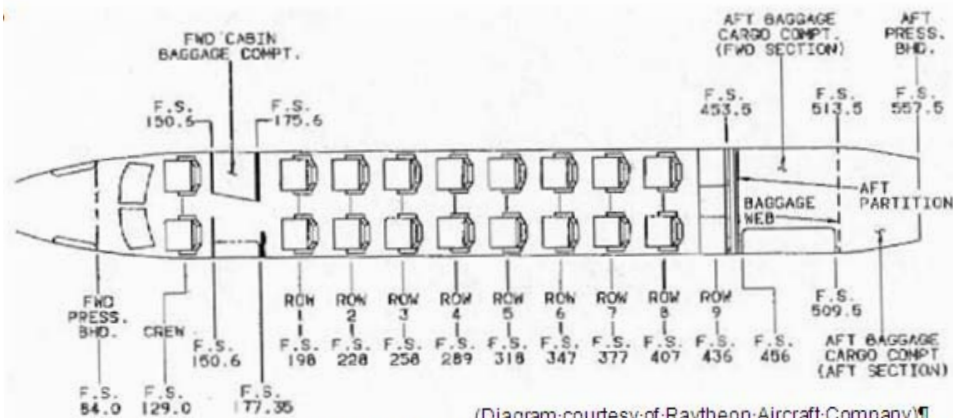 FWD CABIN
BAGGAGE COMPT.
AFT BAGGAGE
CARGO COMPT.
(FWD SECTION)
AFT
PRESS.
BHD.
F.S.
150.6
F.S.
175.6
F.S.
453.5
F.S.
513.5
F.S.
557.5
BAGGAGE
WEB
AFT
PARTITION
FWD
PRESS.
BHD.
F.S.
84.0
CREW
F.S.
129.0
F.S.
150.6
F.S.
177.35
ROW
1
F.S.
198
ROW
2
F.S.
228
ROW
3
F.S.
258
ROW
4
F.S.
289
ROW
5
F.S.
318
ROW
6
F.S.
347
ROW
7
F.S.
377
ROW
8
F.S.
407
ROW
9
F.S.
436
F.S.
456
F.S.
509.5
AFT BAGGAGE
CARGO COMPT
(AFT SECTION)
(Diagram·courtesy·of·Raytheon·Aircraft·Company)¶